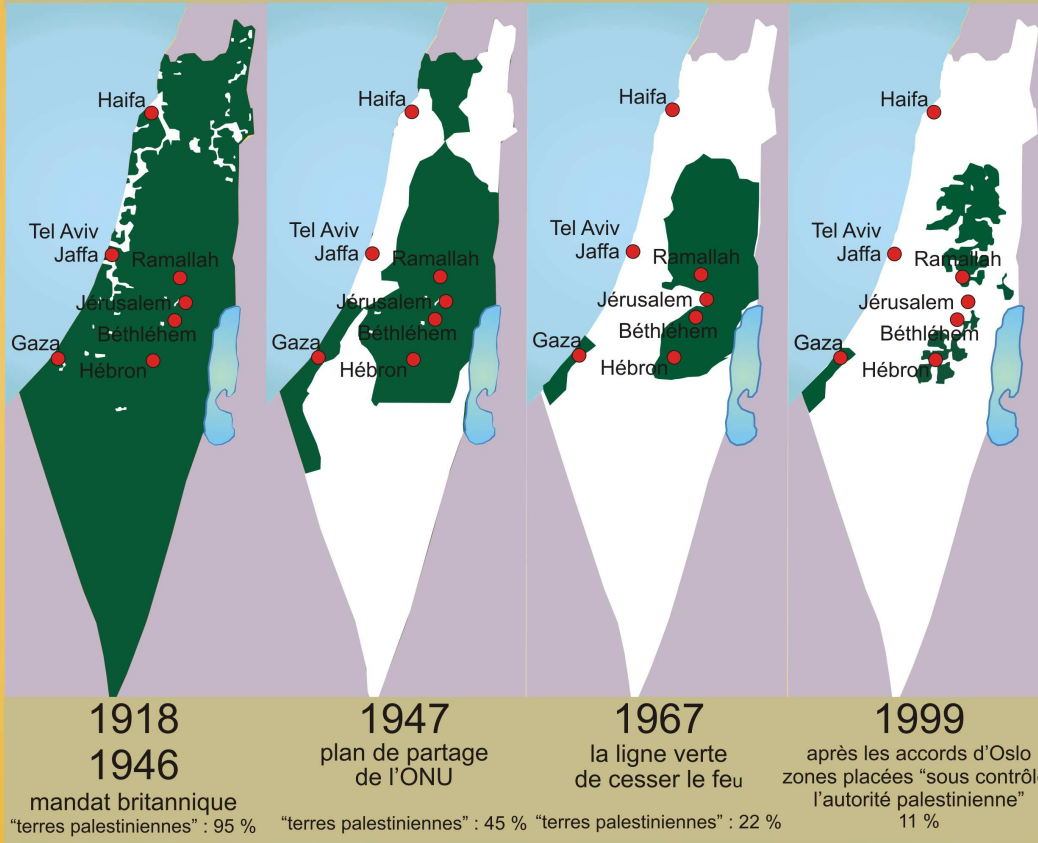 Haifa
Tel Aviv
Jaffa
Ramallah
Jérusalem
Béthléhem
Gaza
Hébron
1918
1946
mandat britannique
“terres palestiniennes” : 95 %
Haifa
Tel Aviv
Jaffa
Ramallah
Jérusalem
Béthléhem
Gaza
Hébron
1947
plan de partage
de l’ONU
“terres palestiniennes” : 45 %
Haifa
Tel Aviv
Jaffa
Ramallah
Jérusalem
Béthléhem
Gaza
Hébron
1967
la ligne verte
de cesser le feu
“terres palestiniennes” : 22 %
Haifa
Tel Aviv
Jaffa
Ramallah
Jérusalem
Béthléhem
Gaza
Hébron
1999
après les accords d’Oslo
zones placées “sous contrôle
l’autorité palestinienne”
11 %